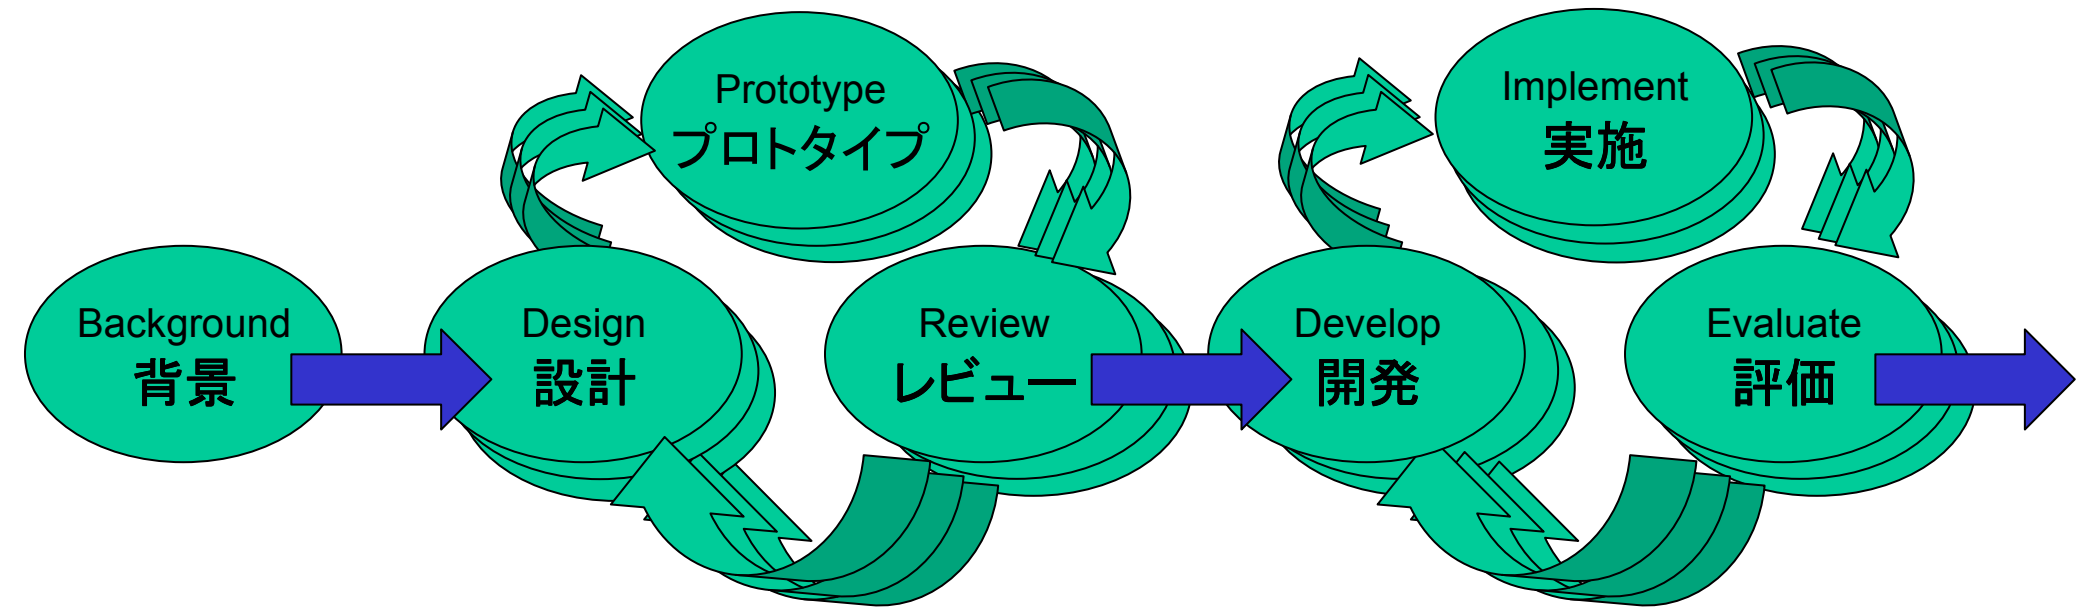 Background
背景
Design
設計
Prototype
プロトタイプ
Review
レビュー
Develop
開発
Implement
実施
Evaluate
評価